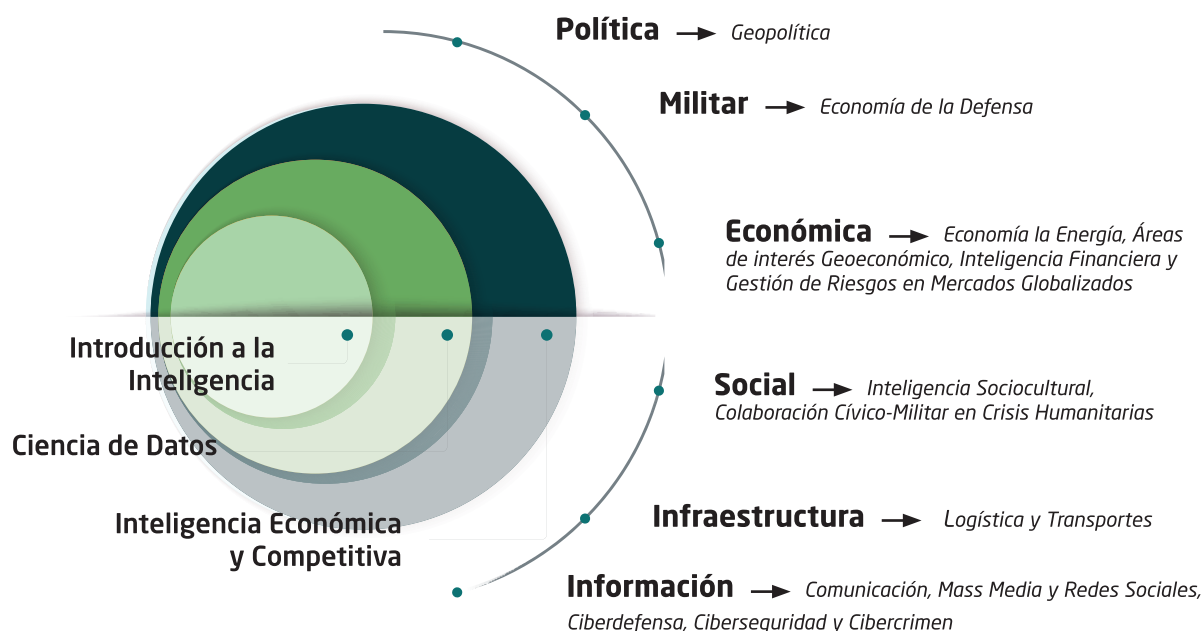 Política → Geopolítica
Militar → Economía de la Defensa
Económica → Economía la Energía, Áreas
de interés Geoeconómico, Inteligencia Financiera y
Gestión de Riesgos en Mercados Globalizados
Introducción a la
Inteligencia
Social → Inteligencia Sociocultural,
Colaboración Cívico-Militar en Crisis Humanitarias
Ciencia de Datos
Inteligencia Económica
y Competitiva
Infraestructura → Logística y Transportes
Información → Comunicación, Mass Media y Redes Sociales,
Ciberdefensa, Ciberseguridad y Cibercrimen